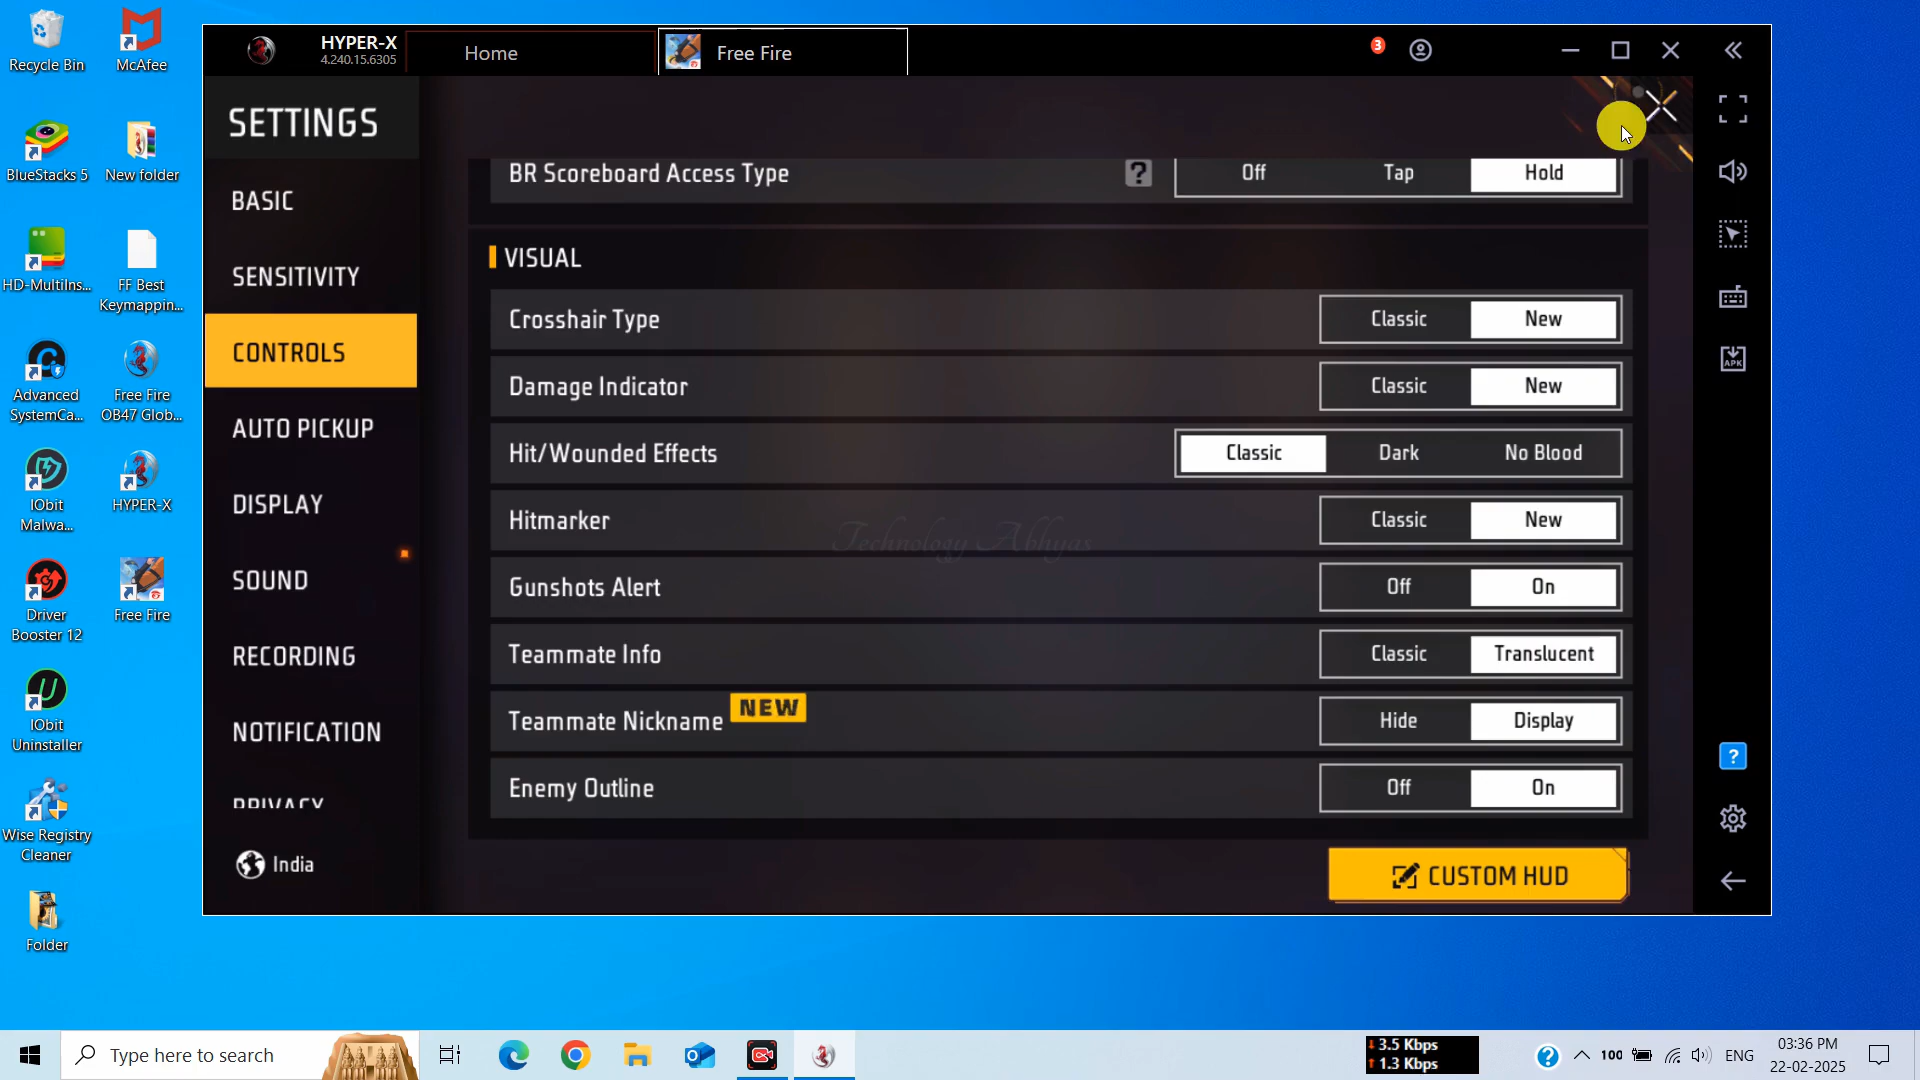 Recycle Bin
McAfee
BlueStacks 5
New folder
HD-MultiIns...
FF Best
Keymappin...
Advanced
SystemCa...
Free Fire
OB47 Glob...
IObit
Malwa...
HYPER-X
Driver
Booster 12
Free Fire
IObit
Uninstaller
Wise Registry
Cleaner
Folder
HYPER-X
4.240.15.6305
Home
Free Fire
3
SETTINGS
BASIC
SENSITIVITY
CONTROLS
AUTO PICKUP
DISPLAY
SOUND
RECORDING
NOTIFICATION
PRIVACY
India
BR Scoreboard Access Type ? Off Tap Hold
VISUAL
Crosshair Type Classic New
Damage Indicator Classic New
Hit/Wounded Effects Classic Dark No Blood
Hitmarker Classic New
Technology Abhyas
Gunshots Alert Off On
Teammate Info Classic Translucent
Teammate Nickname NEW Hide Display
Enemy Outline Off On
CUSTOM HUD
APK
?
Type here to search
3.5 Kbps
1.3 Kbps
?
100
ENG
03:36 PM
22-02-2025